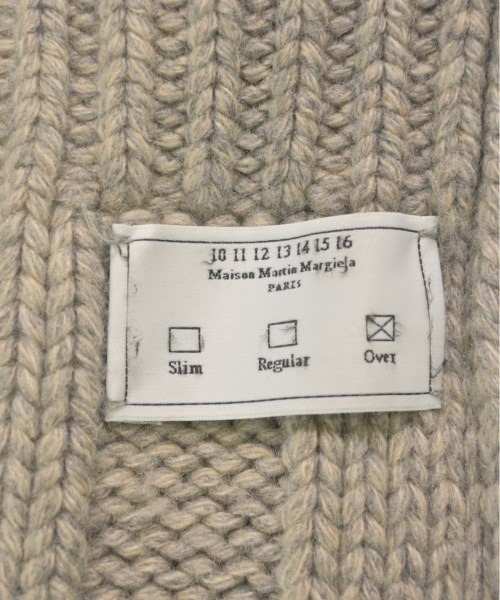 10 11 12 13 14 15 16
Maison Martin Margiela
PARIS
Slim Regular Over